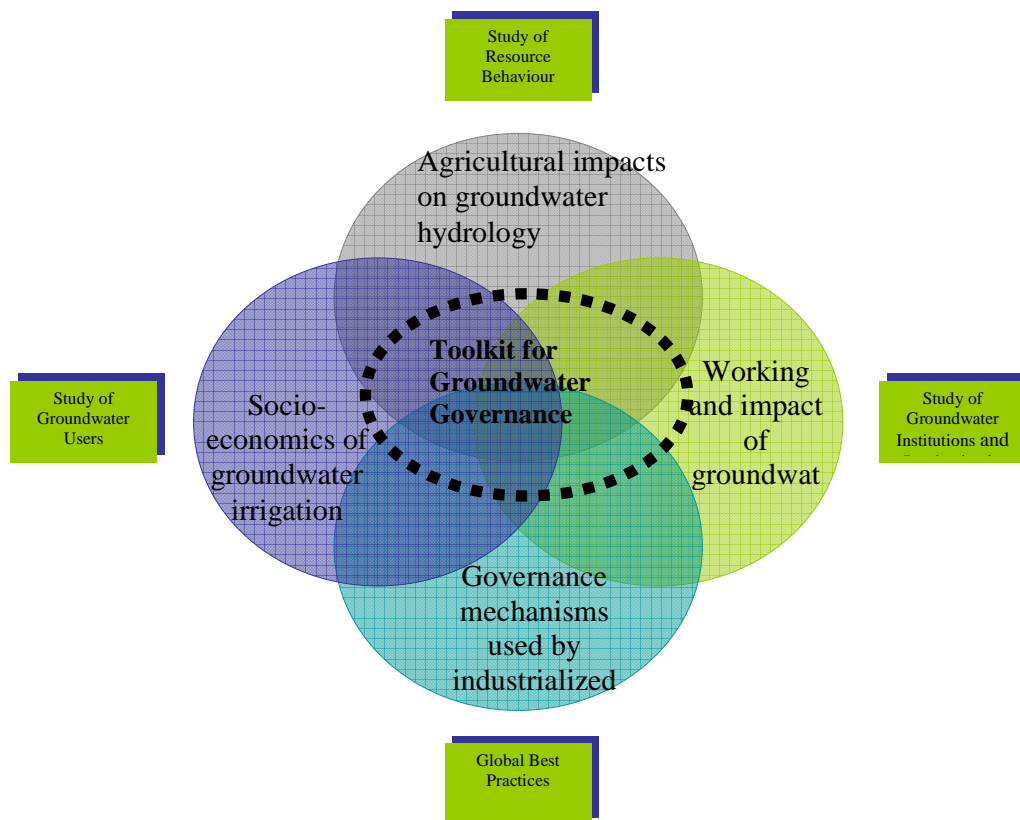 Study of
Resource
Behaviour
Agricultural impacts
on groundwater
hydrology
Toolkit for
Groundwater
Governance
Study of
Groundwater
Users
Socio-
economics of
groundwater
irrigation
Working
and impact
of
groundwat
Study of
Groundwater
Institutions and
Governance
mechanisms
used by
industrialized
Global Best
Practices